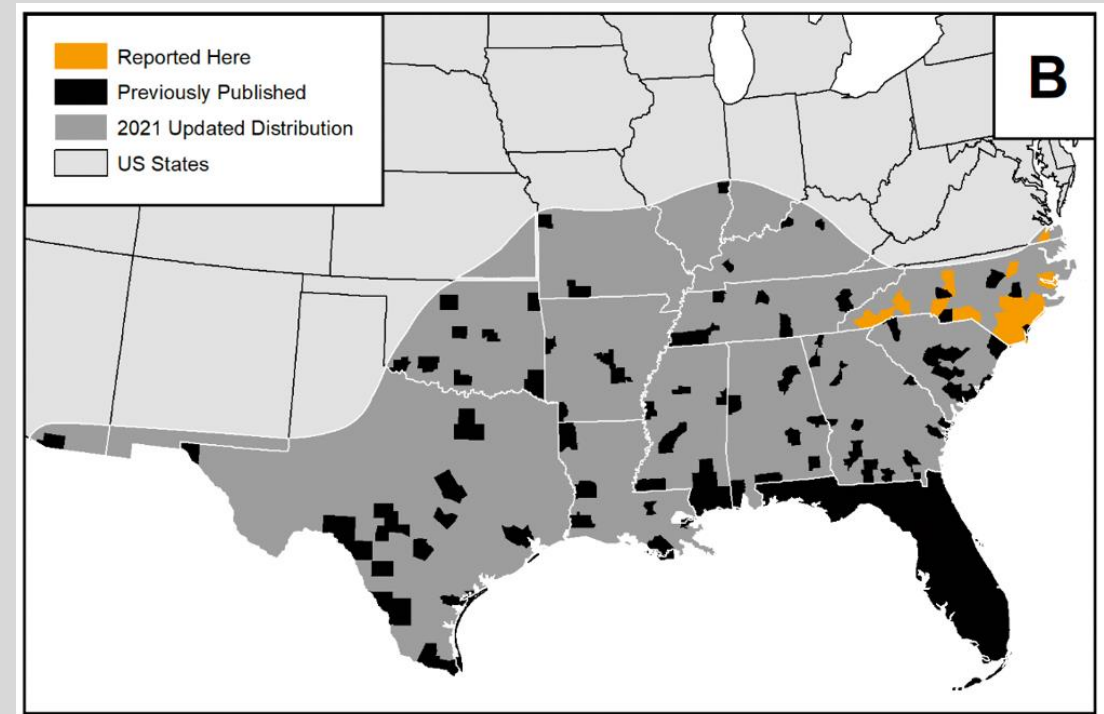 Reported Here
Previously Published
2021 Updated Distribution
US States
B